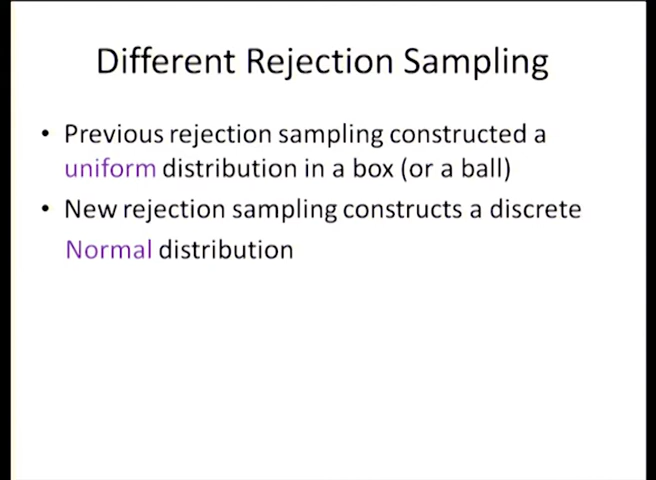 Different Rejection Sampling
• Previous rejection sampling constructed a
uniform distribution in a box (or a ball)
• New rejection sampling constructs a discrete
Normal distribution